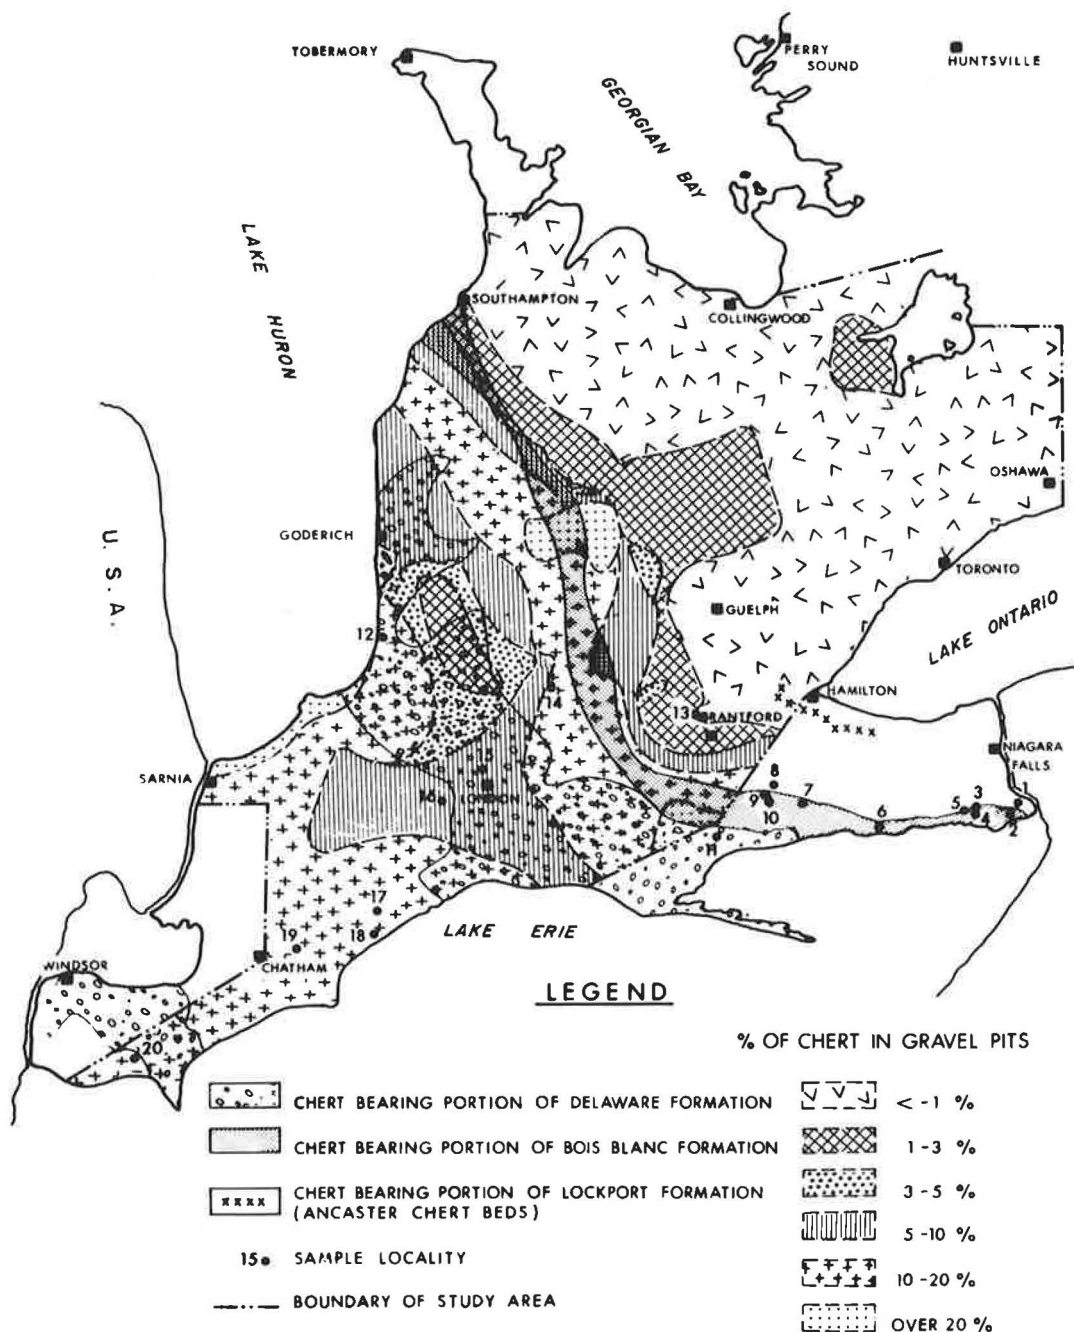 TOBERMORY
PERRY
SOUND
HUNTSVILLE
GEORGIAN BAY
LAKE HURON
SOUTHAMPTON
COLLINGWOOD
OSHAWA
GODERICH
U. S. A.
TORONTO
GUELPH
LAKE ONTARIO
12
HAMILTON
14
13
BRANTFORD
NIAGARA
FALLS
SARNIA
15
16
LONDON
8
9
10
7
6
5
3
4
1
2
11
17
18
19
LAKE ERIE
CHATHAM
WINDSOR
20
LEGEND
% OF CHERT IN GRAVEL PITS
CHERT BEARING PORTION OF DELAWARE FORMATION
< -1 %
CHERT BEARING PORTION OF BOIS BLANC FORMATION
1 - 3 %
xxxx CHERT BEARING PORTION OF LOCKPORT FORMATION
(ANCASTER CHERT BEDS)
3 - 5 %
15 SAMPLE LOCALITY
5 - 10 %
BOUNDARY OF STUDY AREA
10 - 20 %
OVER 20 %